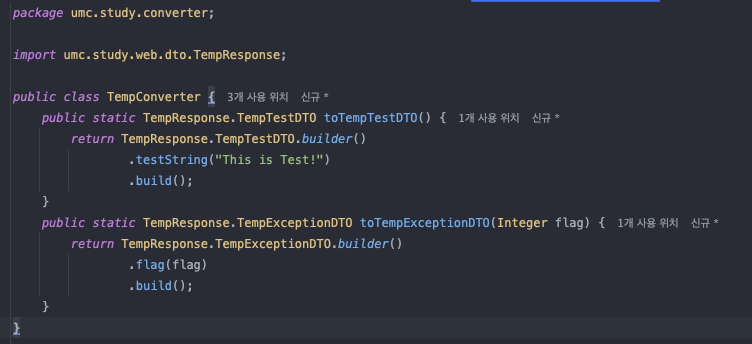 package umc.study.converter;
import umc.study.web.dto.TempResponse;
public class TempConverter { 3개 사용 위치 신규 *
public static TempResponse.TempTestDTO toTempTestDTO() { 1개 사용 위치 신규 *
return TempResponse.TempTestDTO.builder()
.testString("This is Test!")
.build();
}
public static TempResponse.TempExceptionDTO toTempExceptionDTO(Integer flag) { 1개 사용 위치 신규 *
return TempResponse.TempExceptionDTO.builder()
.flag(flag)
.build();
}
}